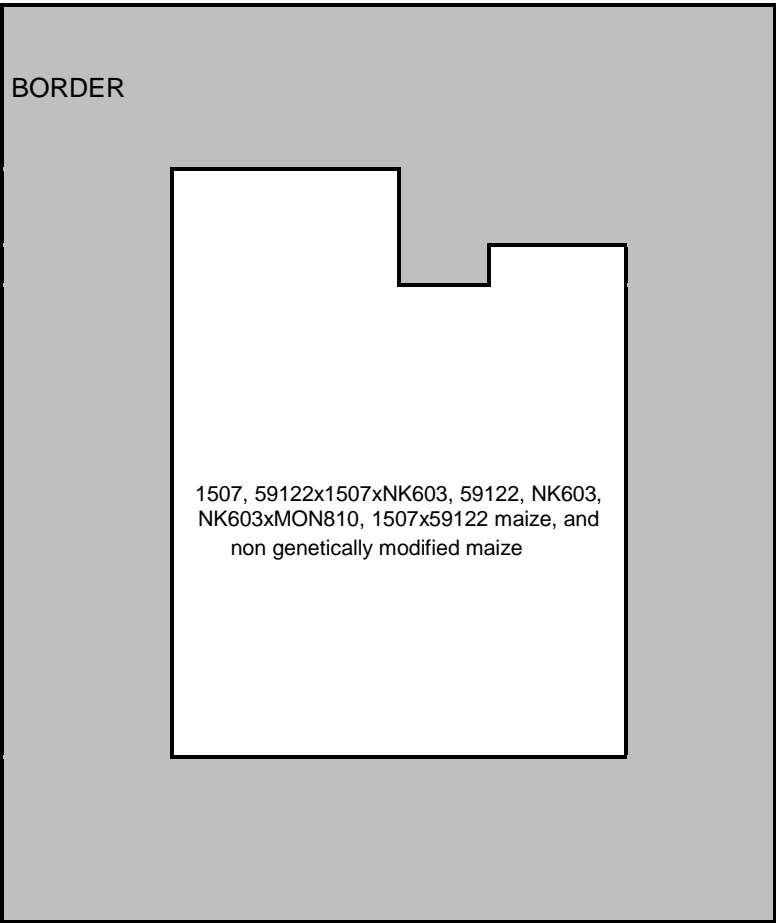 BORDER
1507, 59122x1507xNK603, 59122, NK603,
NK603xMON810, 1507x59122 maize, and
non genetically modified maize